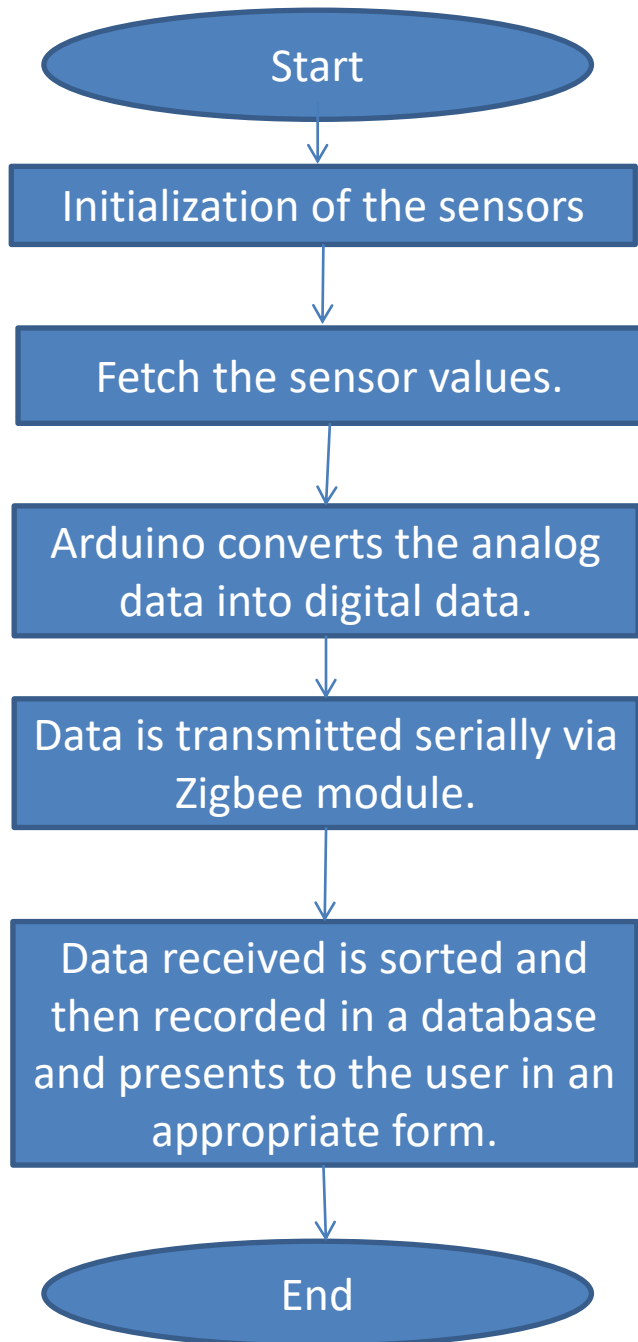 Start
Initialization of the sensors
Fetch the sensor values.
Arduino converts the analog
data into digital data.
Data is transmitted serially via
Zigbee module.
Data received is sorted and
then recorded in a database
and presents to the user in an
appropriate form.
End